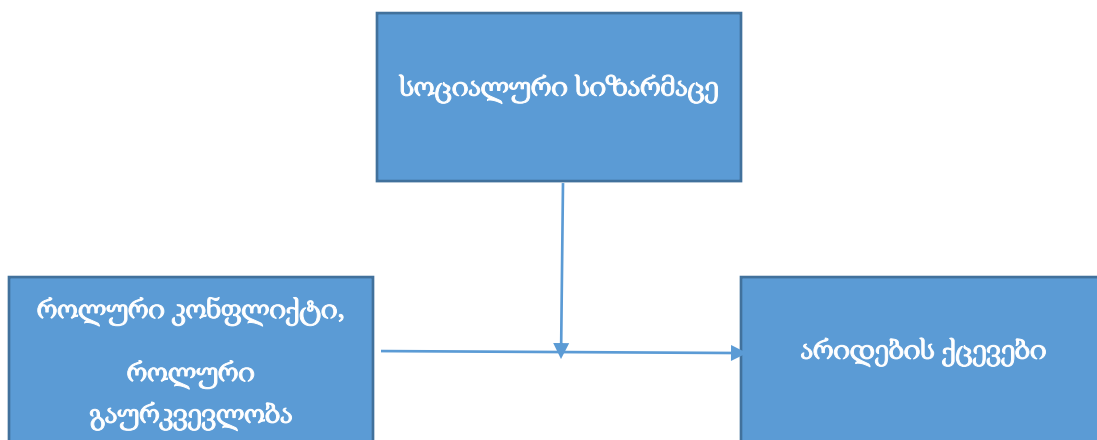 სოციალური სიზარმაცე
როლური კონფლიქტი,
როლური
გაურკვევლობა
არიდების ქცევები